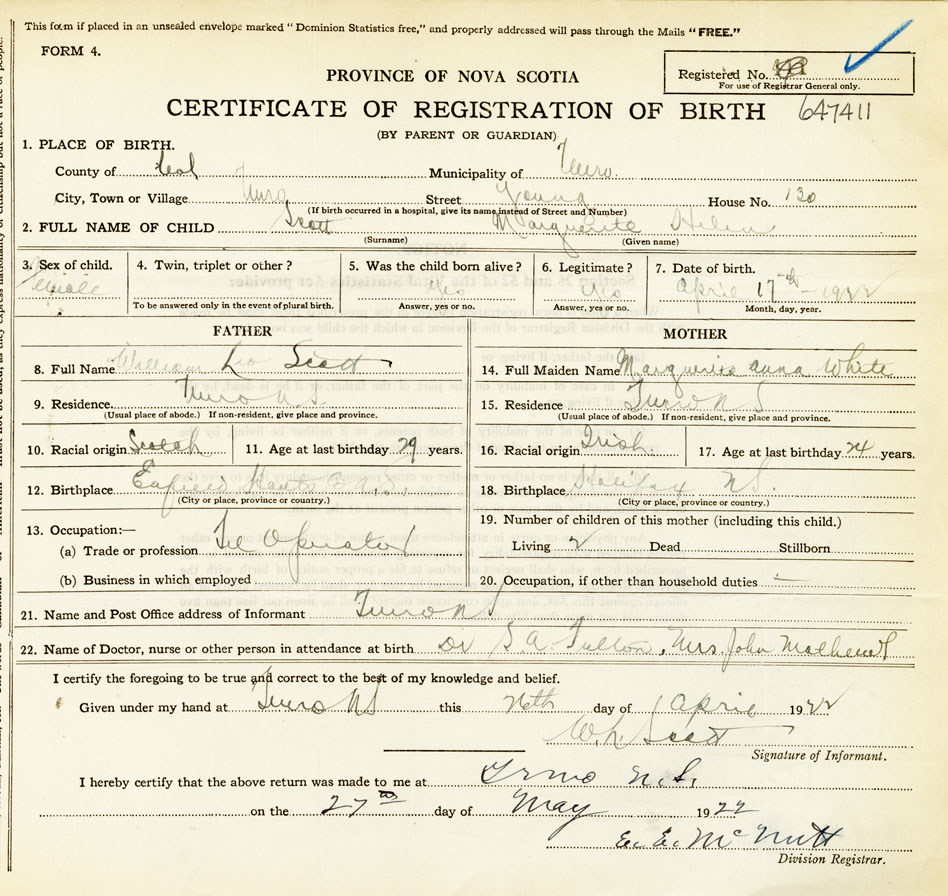 This form if placed in an unsealed envelope marked "Dominion Statistics free," and properly addressed will pass through the Mails "FREE."
FORM 4.
PROVINCE OF NOVA SCOTIA
Registered No.
For use of Registrar General only.
CERTIFICATE OF REGISTRATION OF BIRTH 647411
(BY PARENT OR GUARDIAN)
1. PLACE OF BIRTH.
County of Col Municipality of Truro.
City, Town or Village Truro Street Young House No. 130
(If birth occurred in a hospital, give its name instead of Street and Number)
2. FULL NAME OF CHILD Scott Marguerite Helen
(Surname) (Given name)
3. Sex of child. 4. Twin, triplet or other? 5. Was the child born alive? 6. Legitimate? 7. Date of birth.
Female yes yes April 17th - 1922
To be answered only in the event of plural birth. Answer, yes or no. Answer, yes or no. Month, day, year.
FATHER MOTHER
8. Full Name William Leo Scott 14. Full Maiden Name Marguerite Anna White
9. Residence Truro N.S. 15. Residence Truro N S
(Usual place of abode.) If non-resident, give place and province. (Usual place of abode.) If non-resident, give place and province.
10. Racial origin Scotch 11. Age at last birthday 29 years. 16. Racial origin Irish. 17. Age at last birthday 24 years.
12. Birthplace Enfield Hants Co N.S. 18. Birthplace Halifax N S.
(City or place, province or country.) (City or place, province or country.)
13. Occupation:— 19. Number of children of this mother (including this child.)
(a) Trade or profession Tel Operator Living 2 Dead Stillborn
(b) Business in which employed 20. Occupation, if other than household duties —
21. Name and Post Office address of Informant Truro N S
22. Name of Doctor, nurse or other person in attendance at birth Dr S A Fulton, Mrs. John
I certify the foregoing to be true and correct to the best of my knowledge and belief.
Given under my hand at Truro N S this day of April 1922
W. L. Scott
Signature of Informant.
I hereby certify that the above return was made to me at Truro N.S.
on the 27th day of May 1922
E. E. McNutt
Division Registrar.